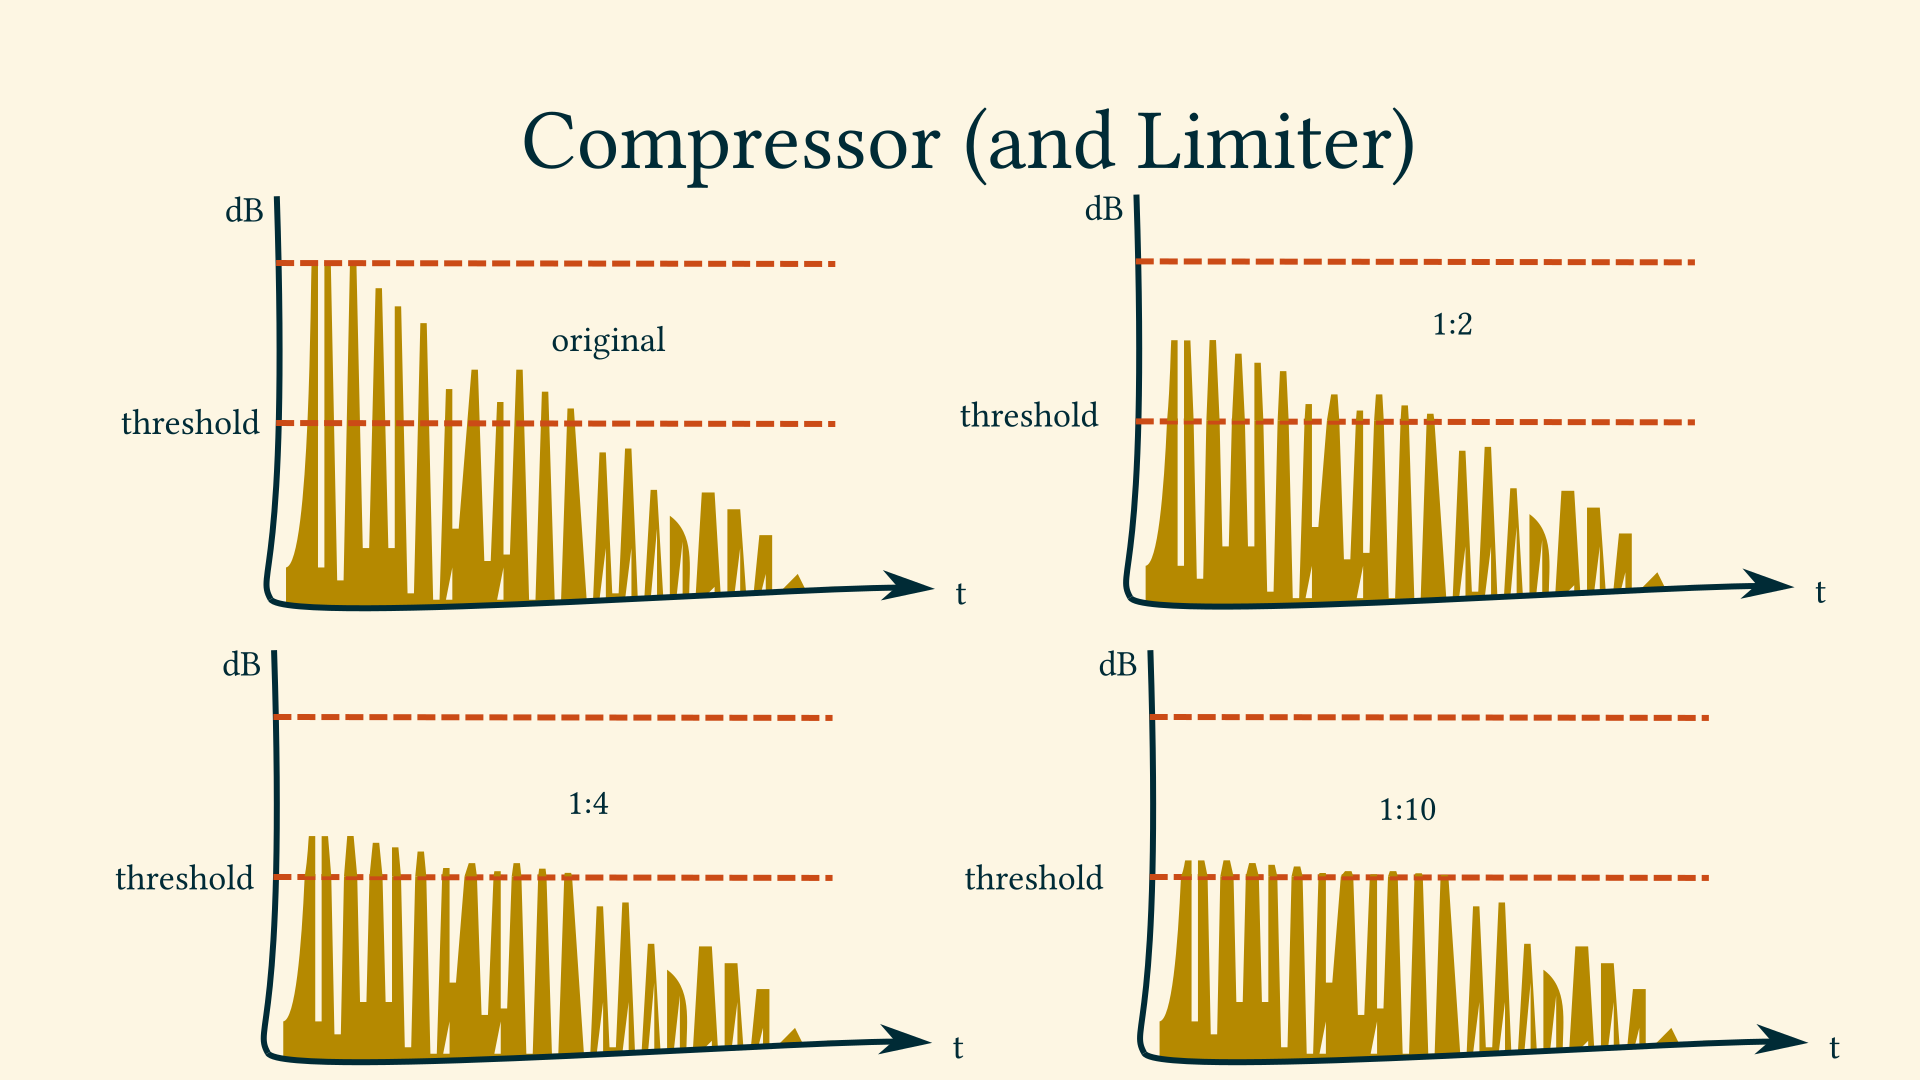 Compressor (and Limiter)
dB
original
threshold
t
dB
1:2
threshold
t
dB
1:4
threshold
t
dB
1:10
threshold
t